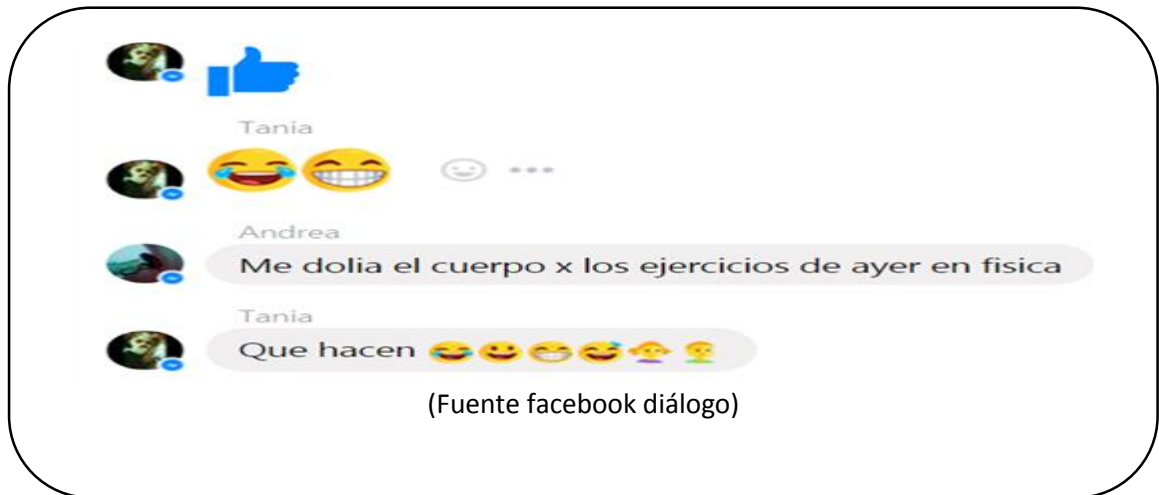 Tania
Andrea
Me dolia el cuerpo x los ejercicios de ayer en fisica
Tania
Que hacen 😂😃😁😅🙍🤦
(Fuente facebook diálogo)